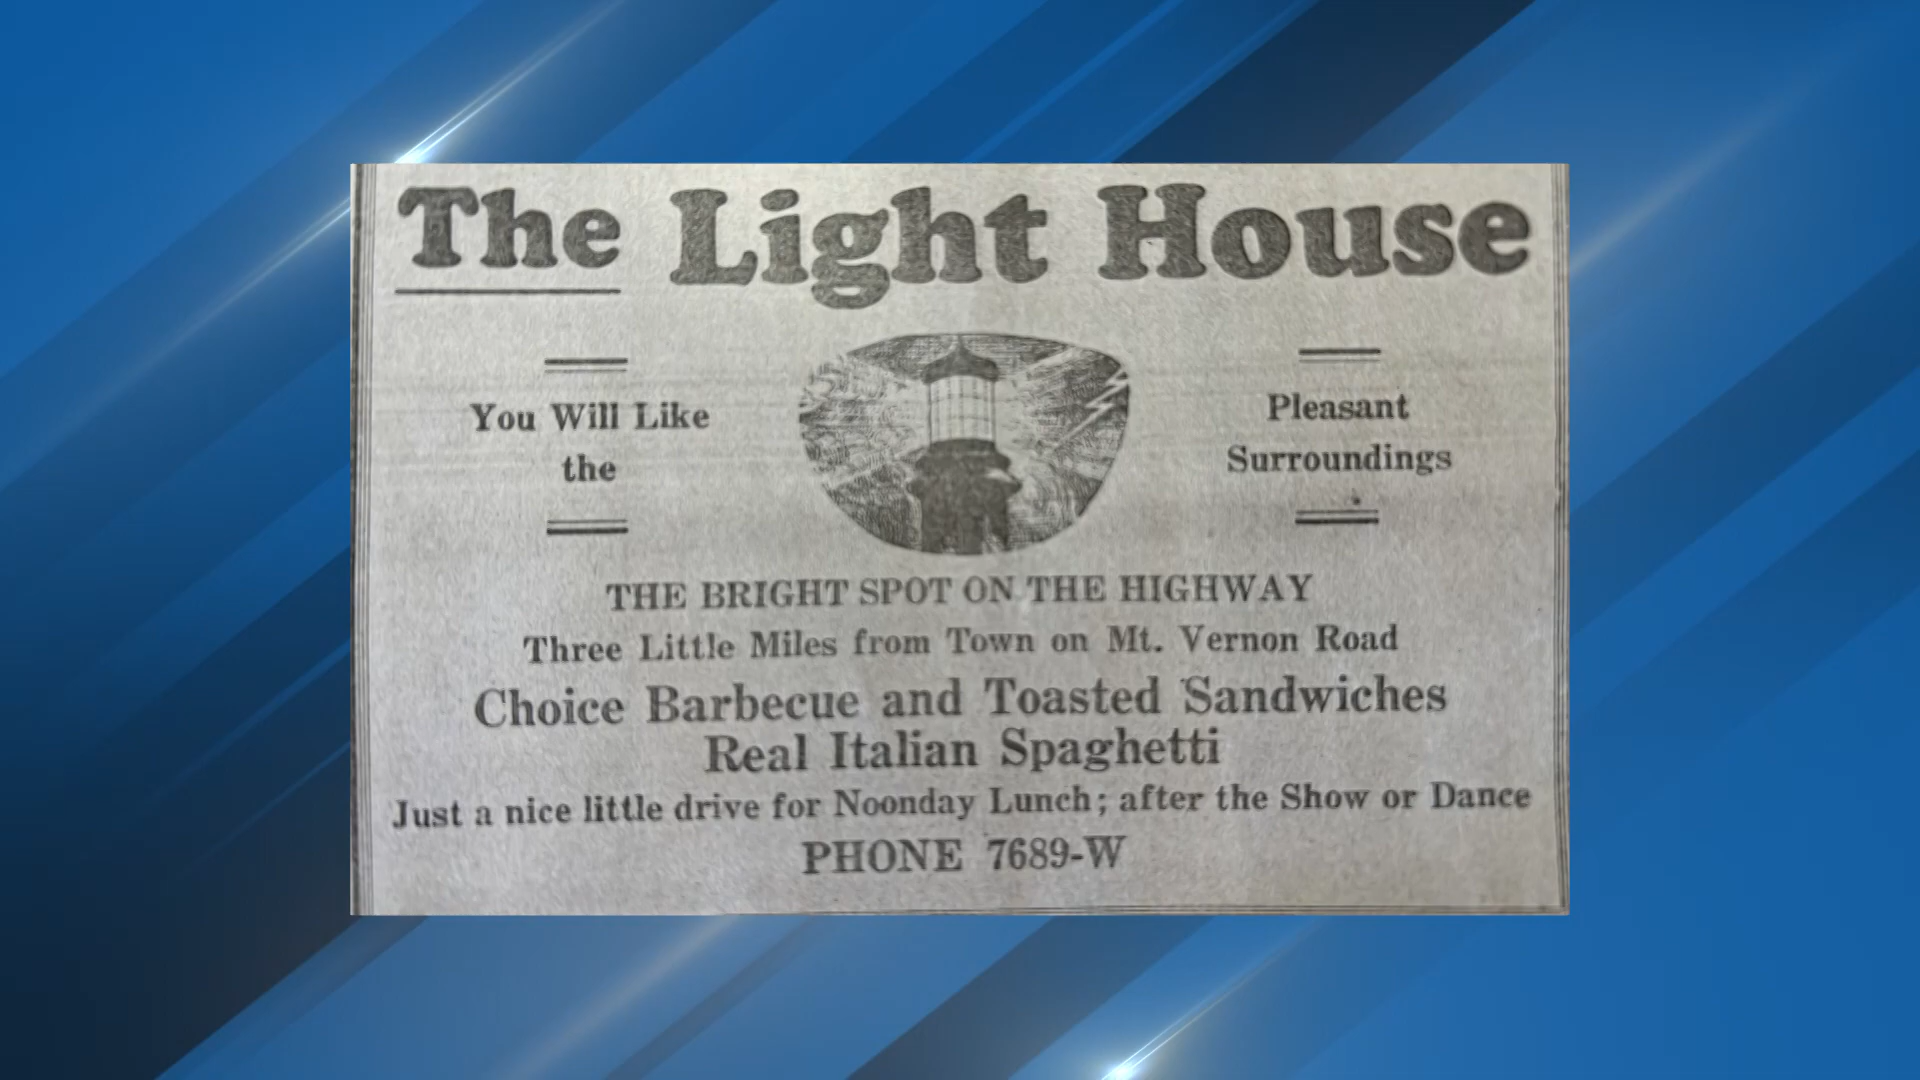 The Light House
You Will Like
the
Pleasant
Surroundings
THE BRIGHT SPOT ON THE HIGHWAY
Three Little Miles from Town on Mt. Vernon Road
Choice Barbecue and Toasted Sandwiches
Real Italian Spaghetti
Just a nice little drive for Noonday Lunch; after the Show or Dance
PHONE 7689-W